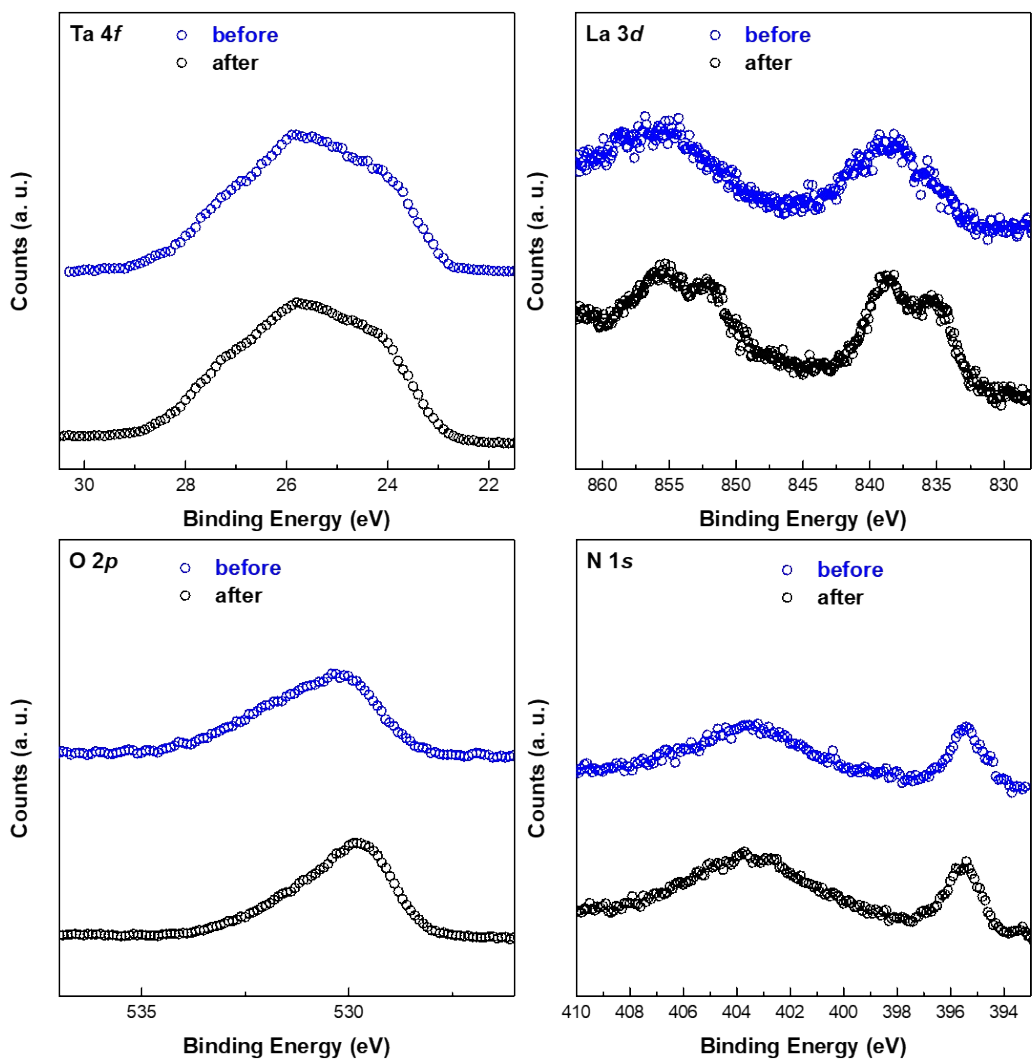 Ta 4f
before
after
Counts (a. u.)
30 28 26 24 22
Binding Energy (eV)
La 3d
before
after
Counts (a. u.)
860 855 850 845 840 835 830
Binding Energy (eV)
O 2p
before
after
Counts (a. u.)
535 530
Binding Energy (eV)
N 1s
before
after
Counts (a. u.)
410 408 406 404 402 400 398 396 394
Binding Energy (eV)